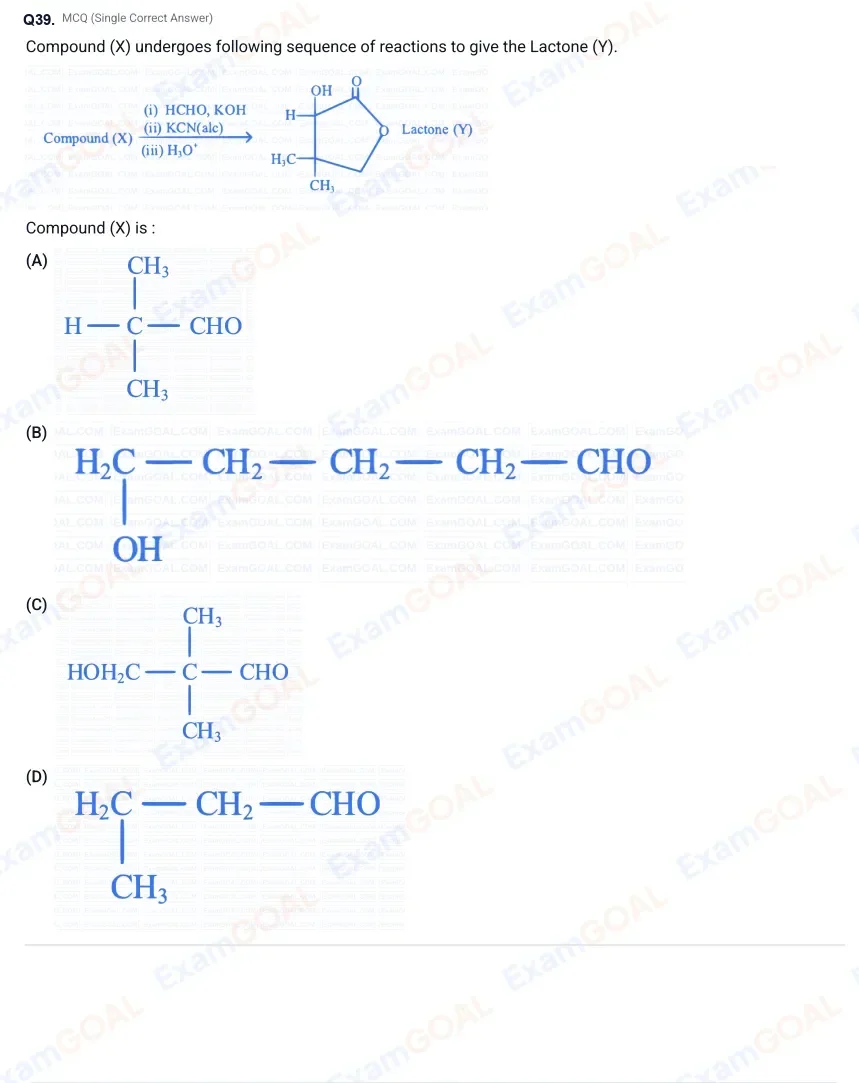 Q39. MCQ (Single Correct Answer)
Compound (X) undergoes following sequence of reactions to give the Lactone (Y).
Compound (X)
(i) HCHO, KOH
(ii) KCN(alc)
(iii) H₃O⁺
OH
O
H
O
H₃C
CH₃
Lactone (Y)
Compound (X) is :
(A)
CH₃
H — C — CHO
CH₃
(B)
H₂C — CH₂ — CH₂ — CH₂ — CHO
OH
(C)
CH₃
HOH₂C — C — CHO
CH₃
(D)
H₂C — CH₂ — CHO
CH₃
ExamGOAL